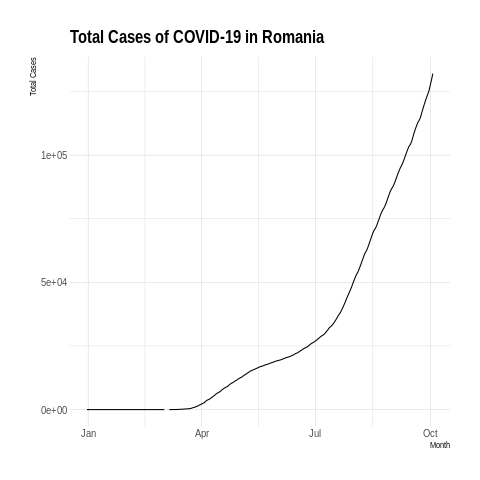 Total Cases of COVID-19 in Romania
Total Cases
1e+05
5e+04
0e+00
Jan Apr Jul Oct
Month